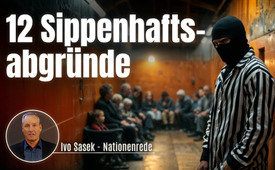 12 Sippenhafts-
abgründe
Ivo Sasek - Nationenrede